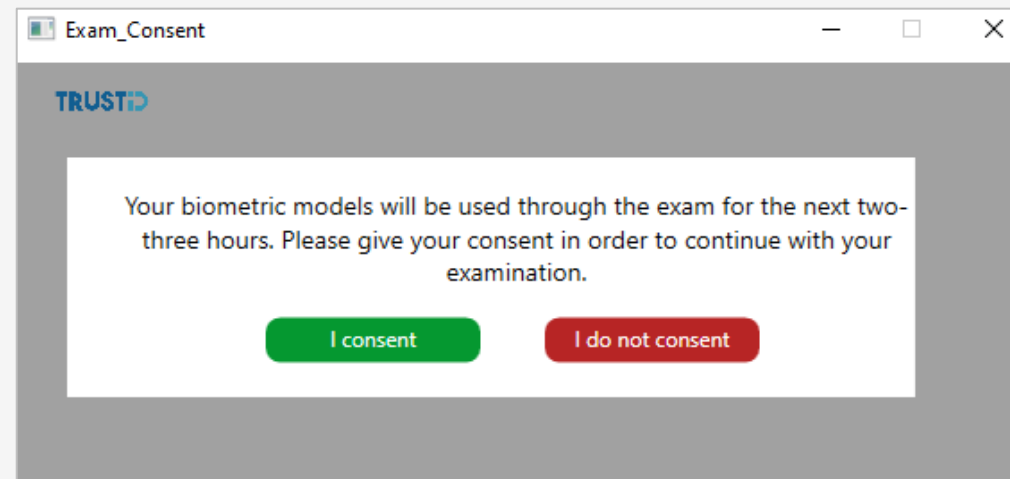 Exam_Consent
TRUSTiD
Your biometric models will be used through the exam for the next two-
three hours. Please give your consent in order to continue with your
examination.
I consent
I do not consent